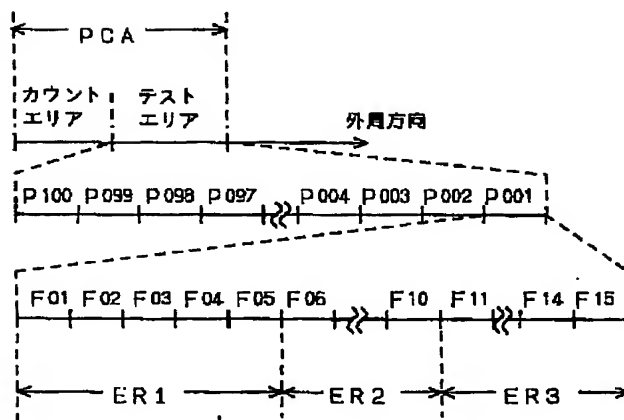 PCA
カウント
エリア
テスト
エリア
外周方向
P100 P099 P098 P097 P004 P003 P002 P001
F01 F02 F03 F04 F05 F06 F10 F11 F14 F15
ER1 ER2 ER3